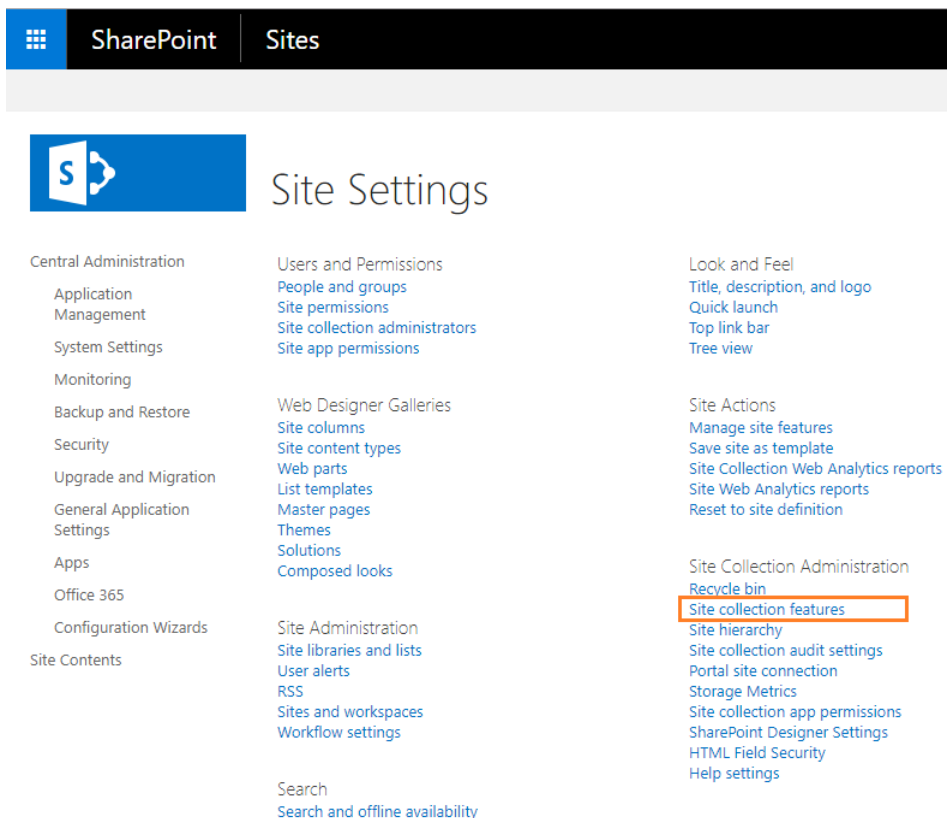 SharePoint
Sites
S
Site Settings
Central Administration
Application
Management
System Settings
Monitoring
Backup and Restore
Security
Upgrade and Migration
General Application
Settings
Apps
Office 365
Configuration Wizards
Site Contents
Users and Permissions
People and groups
Site permissions
Site collection administrators
Site app permissions
Web Designer Galleries
Site columns
Site content types
Web parts
List templates
Master pages
Themes
Solutions
Composed looks
Site Administration
Site libraries and lists
User alerts
RSS
Sites and workspaces
Workflow settings
Search
Search and offline availability
Look and Feel
Title, description, and logo
Quick launch
Top link bar
Tree view
Site Actions
Manage site features
Save site as template
Site Collection Web Analytics reports
Site Web Analytics reports
Reset to site definition
Site Collection Administration
Recycle bin
Site collection features
Site hierarchy
Site collection audit settings
Portal site connection
Storage Metrics
Site collection app permissions
SharePoint Designer Settings
HTML Field Security
Help settings